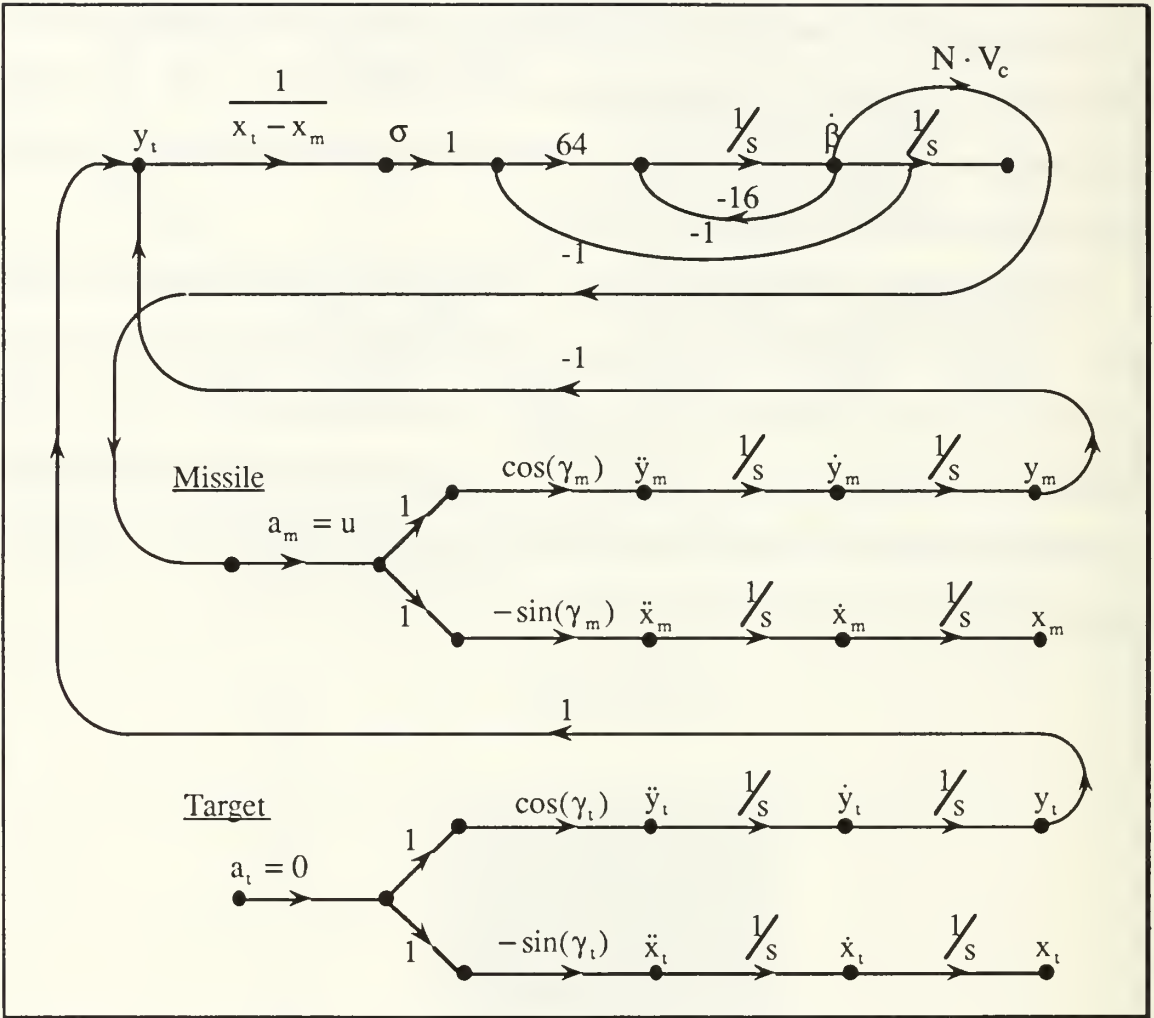 N · V_c
1
x_t − x_m
y_t
σ
1
64
1/s
β̇
1/s
-16
-1
-1
-1
Missile
a_m = u
1
cos(γ_m)
ÿ_m
1/s
ẏ_m
1/s
y_m
1
−sin(γ_m)
ẍ_m
1/s
ẋ_m
1/s
x_m
1
Target
a_t = 0
1
cos(γ_t)
ÿ_t
1/s
ẏ_t
1/s
y_t
1
−sin(γ_t)
ẍ_t
1/s
ẋ_t
1/s
x_t